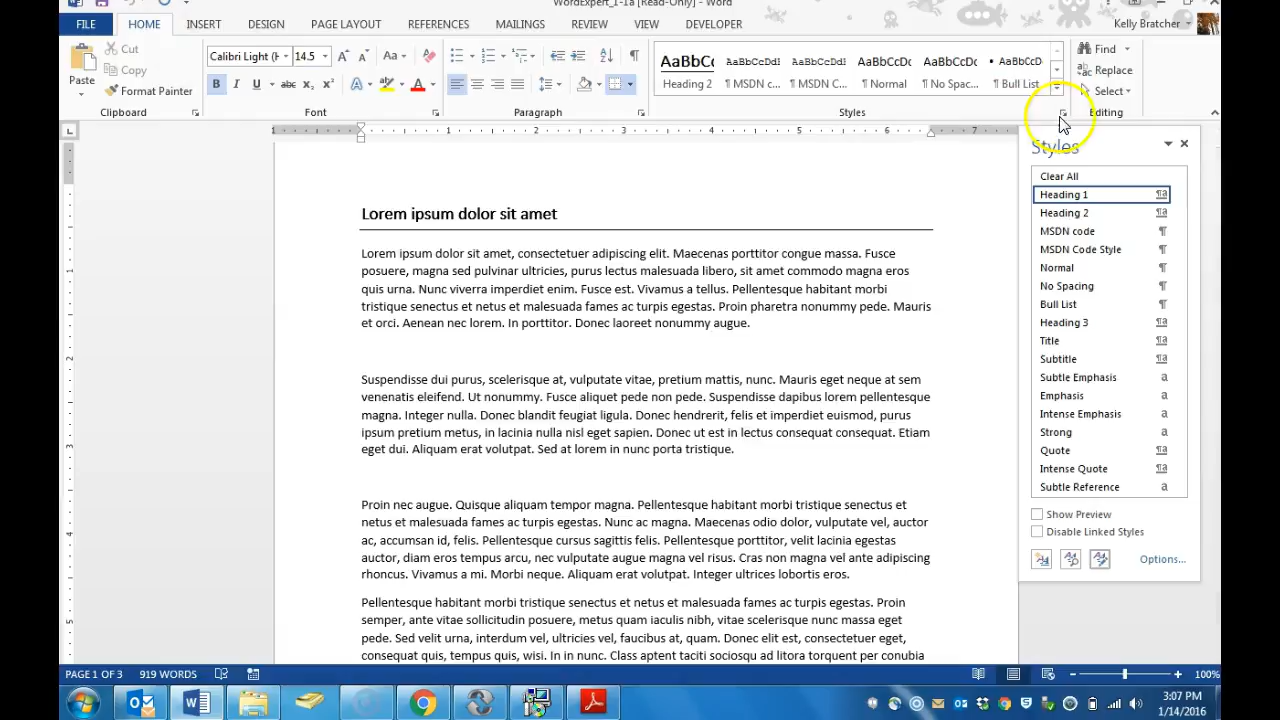 WordExpert_1-1a [Read-Only] - Word
FILE HOME INSERT DESIGN PAGE LAYOUT REFERENCES MAILINGS REVIEW VIEW DEVELOPER Kelly Bratcher
Paste
Cut
Copy
Format Painter
Clipboard
Calibri Light (H 14.5
B I U abc X₂ X²
Font
Paragraph
AaBbCc AaBbCcDdI AaBbCcDdI AaBbCcDc AaBbCcDc • AaBbCcD
Heading 2 ¶ MSDN c... ¶ MSDN C... ¶ Normal ¶ No Spac... ¶ Bull List
Styles
Find
Replace
Select
Editing
1 1 2 3 4 5 6 7
Lorem ipsum dolor sit amet
Lorem ipsum dolor sit amet, consectetuer adipiscing elit. Maecenas porttitor congue massa. Fusce
posuere, magna sed pulvinar ultricies, purus lectus malesuada libero, sit amet commodo magna eros
quis urna. Nunc viverra imperdiet enim. Fusce est. Vivamus a tellus. Pellentesque habitant morbi
tristique senectus et netus et malesuada fames ac turpis egestas. Proin pharetra nonummy pede. Mauris
et orci. Aenean nec lorem. In porttitor. Donec laoreet nonummy augue.
Suspendisse dui purus, scelerisque at, vulputate vitae, pretium mattis, nunc. Mauris eget neque at sem
venenatis eleifend. Ut nonummy. Fusce aliquet pede non pede. Suspendisse dapibus lorem pellentesque
magna. Integer nulla. Donec blandit feugiat ligula. Donec hendrerit, felis et imperdiet euismod, purus
ipsum pretium metus, in lacinia nulla nisl eget sapien. Donec ut est in lectus consequat consequat. Etiam
eget dui. Aliquam erat volutpat. Sed at lorem in nunc porta tristique.
Proin nec augue. Quisque aliquam tempor magna. Pellentesque habitant morbi tristique senectus et
netus et malesuada fames ac turpis egestas. Nunc ac magna. Maecenas odio dolor, vulputate vel, auctor
ac, accumsan id, felis. Pellentesque cursus sagittis felis. Pellentesque porttitor, velit lacinia egestas
auctor, diam eros tempus arcu, nec vulputate augue magna vel risus. Cras non magna vel ante adipiscing
rhoncus. Vivamus a mi. Morbi neque. Aliquam erat volutpat. Integer ultrices lobortis eros.
Pellentesque habitant morbi tristique senectus et netus et malesuada fames ac turpis egestas. Proin
semper, ante vitae sollicitudin posuere, metus quam iaculis nibh, vitae scelerisque nunc massa eget
pede. Sed velit urna, interdum vel, ultricies vel, faucibus at, quam. Donec elit est, consectetuer eget,
consequat quis, tempus quis, wisi. In in nunc. Class aptent taciti sociosqu ad litora torquent per conubia
Styles
Clear All
Heading 1
Heading 2
MSDN code
MSDN Code Style
Normal
No Spacing
Bull List
Heading 3
Title
Subtitle
Subtle Emphasis
Emphasis
Intense Emphasis
Strong
Quote
Intense Quote
Subtle Reference
Show Preview
Disable Linked Styles
Options...
PAGE 1 OF 3 919 WORDS 100%
3:07 PM
1/14/2016